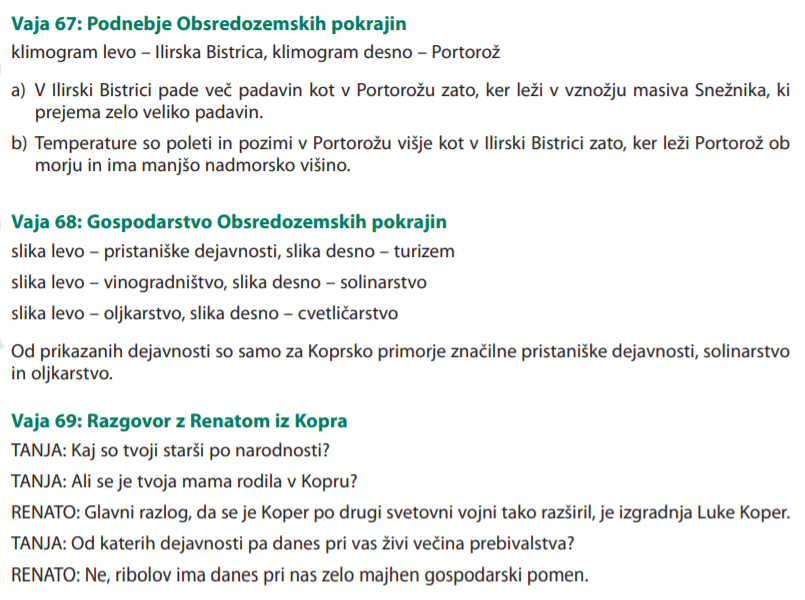 Vaja 67: Podnebje Obsredozemskih pokrajin
klimogram levo – Ilirska Bistrica, klimogram desno – Portorož
a) V Ilirski Bistrici pade več padavin kot v Portorožu zato, ker leži v vznožju masiva Snežnika, ki
prejema zelo veliko padavin.
b) Temperature so poleti in pozimi v Portorožu višje kot v Ilirski Bistrici zato, ker leži Portorož ob
morju in ima manjšo nadmorsko višino.
Vaja 68: Gospodarstvo Obsredozemskih pokrajin
slika levo – pristaniške dejavnosti, slika desno – turizem
slika levo – vinogradništvo, slika desno – solinarstvo
slika levo – oljkarstvo, slika desno – cvetličarstvo
Od prikazanih dejavnosti so samo za Koprsko primorje značilne pristaniške dejavnosti, solinarstvo
in oljkarstvo.
Vaja 69: Razgovor z Renatom iz Kopra
TANJA: Kaj so tvoji starši po narodnosti?
TANJA: Ali se je tvoja mama rodila v Kopru?
RENATO: Glavni razlog, da se je Koper po drugi svetovni vojni tako razširil, je izgradnja Luke Koper.
TANJA: Od katerih dejavnosti pa danes pri vas živi večina prebivalstva?
RENATO: Ne, ribolov ima danes pri nas zelo majhen gospodarski pomen.